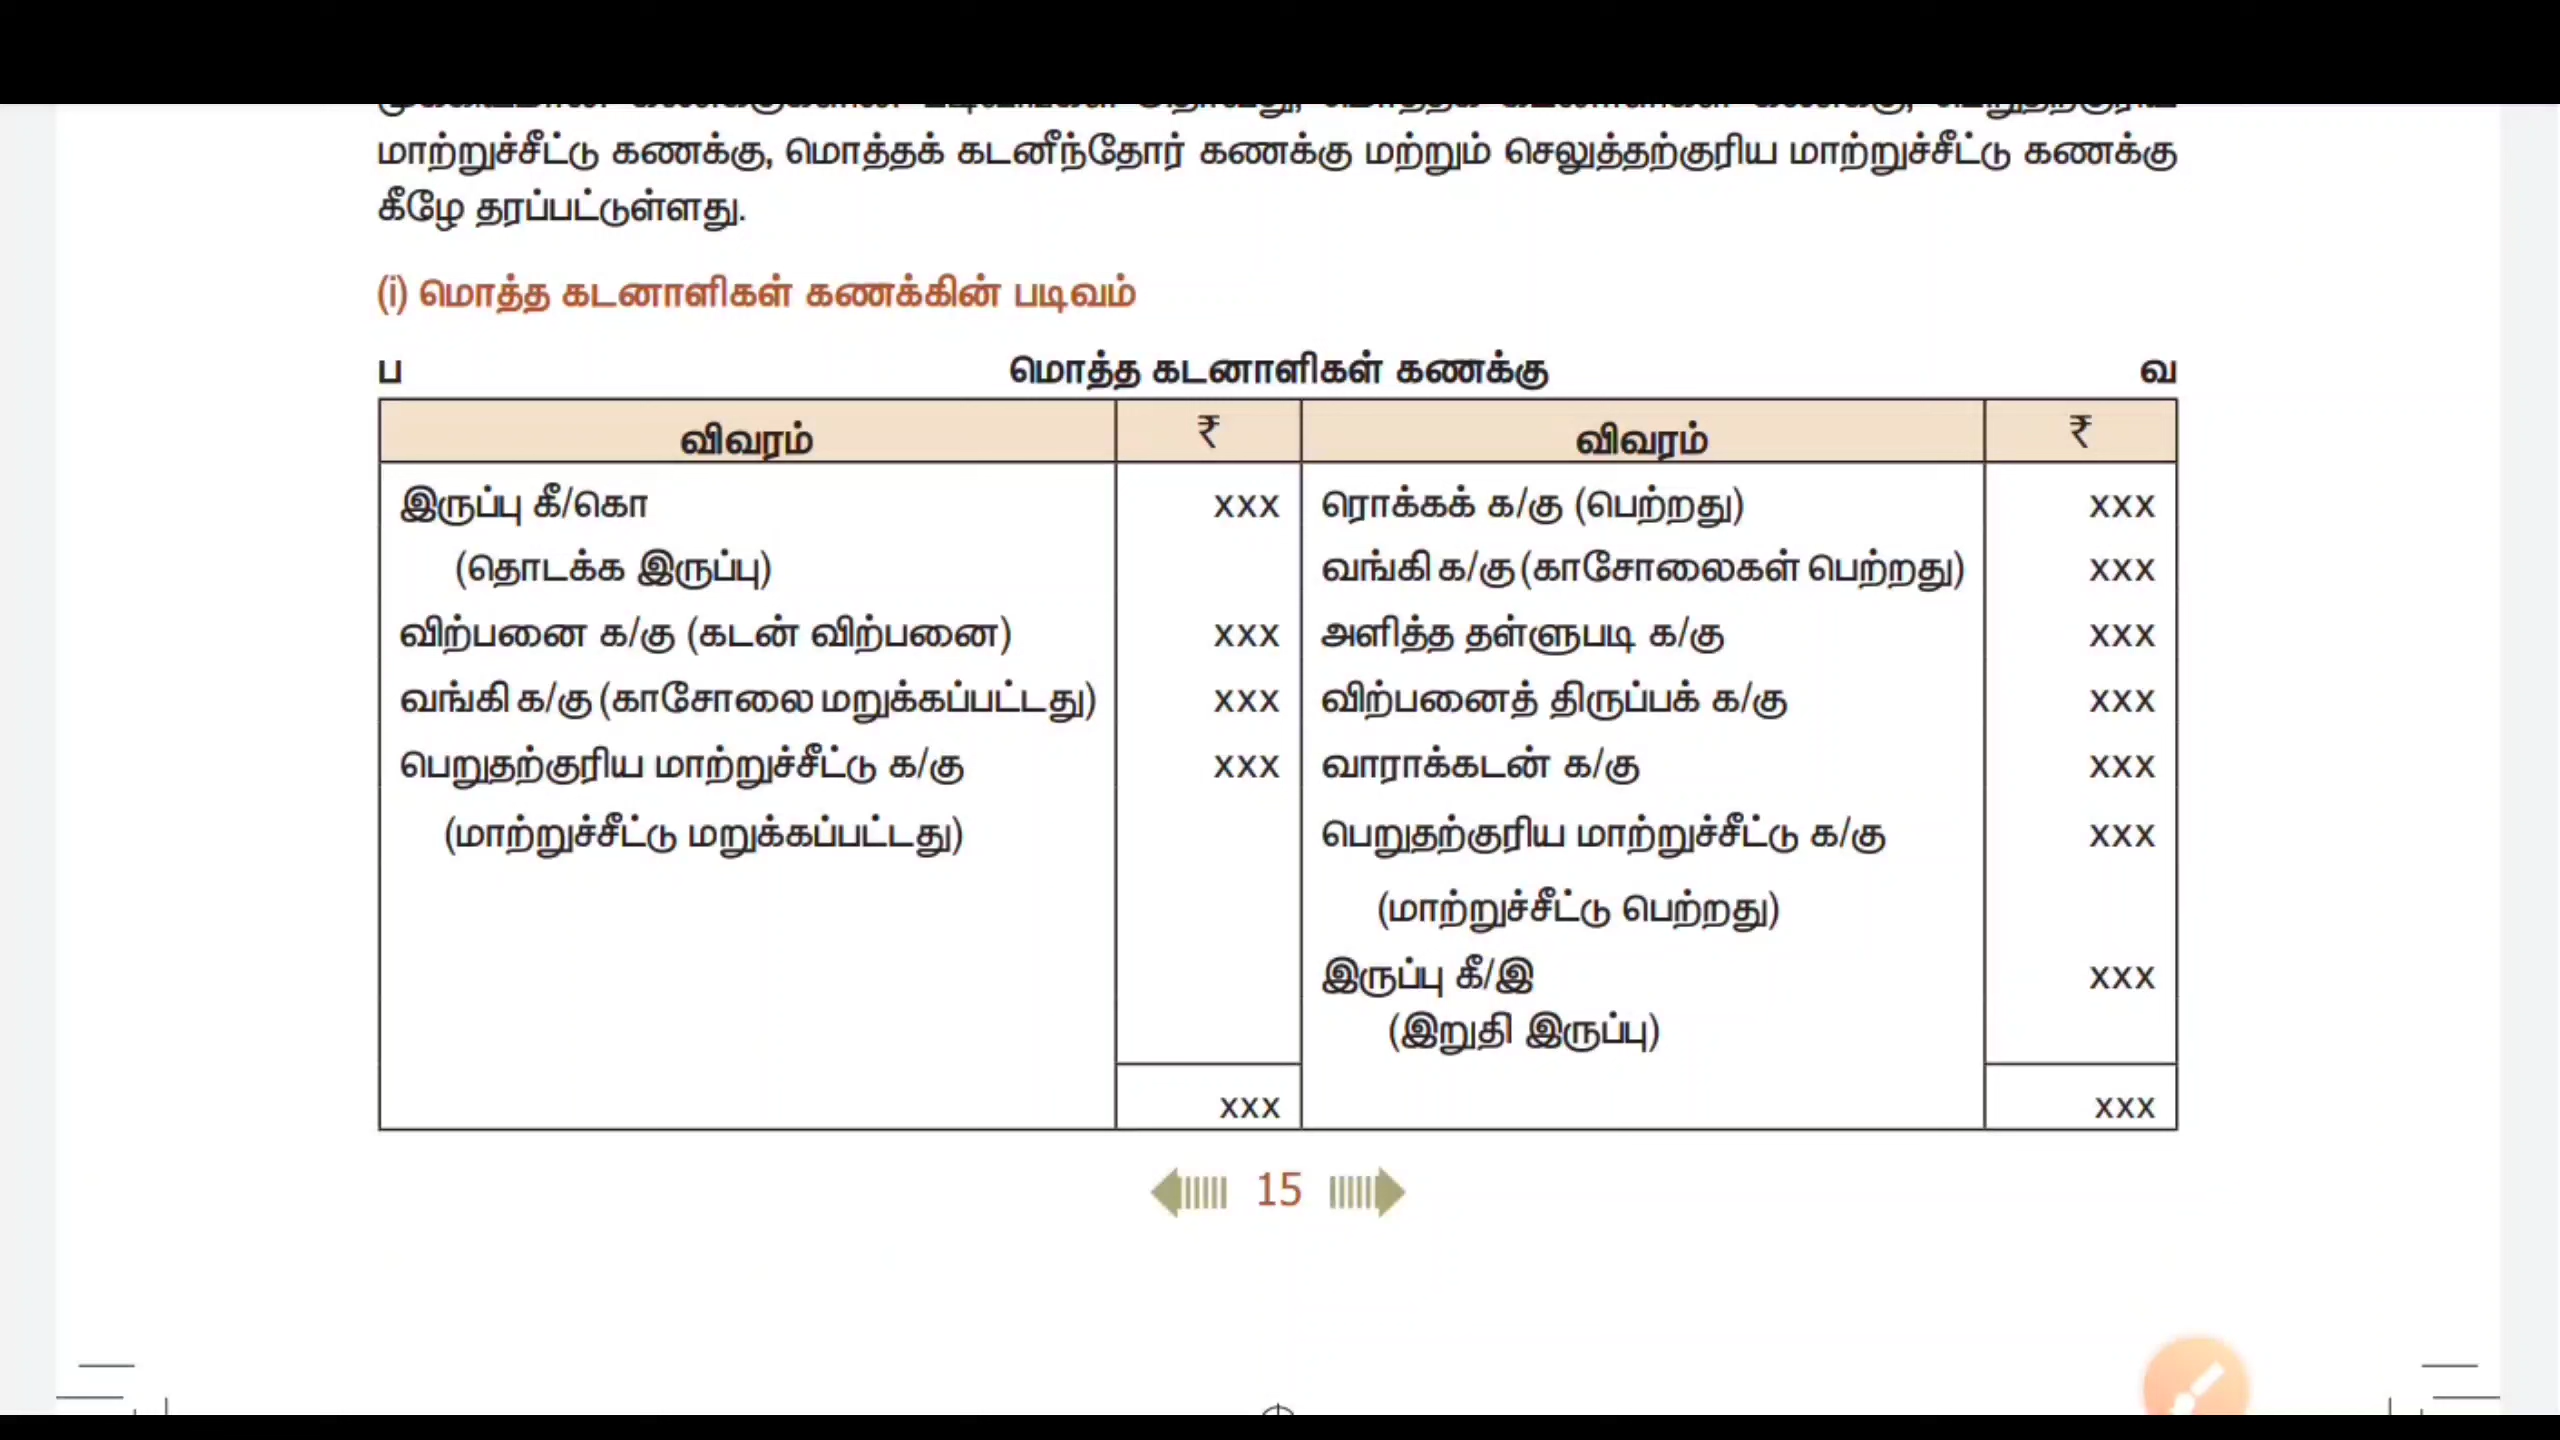 மாற்றுச்சீட்டு கணக்கு, மொத்தக் கடனீந்தோர் கணக்கு மற்றும் செலுத்தற்குரிய மாற்றுச்சீட்டு கணக்கு
கீழே தரப்பட்டுள்ளது.
(i) மொத்த கடனாளிகள் கணக்கின் படிவம்
ப மொத்த கடனாளிகள் கணக்கு வ
விவரம் ₹ விவரம் ₹
இருப்பு கீ/கொ xxx ரொக்கக் க/கு (பெற்றது) xxx
(தொடக்க இருப்பு) வங்கி க/கு (காசோலைகள் பெற்றது) xxx
விற்பனை க/கு (கடன் விற்பனை) xxx அளித்த தள்ளுபடி க/கு xxx
வங்கி க/கு (காசோலை மறுக்கப்பட்டது) xxx விற்பனைத் திருப்பக் க/கு xxx
பெறுதற்குரிய மாற்றுச்சீட்டு க/கு xxx வாராக்கடன் க/கு xxx
(மாற்றுச்சீட்டு மறுக்கப்பட்டது) பெறுதற்குரிய மாற்றுச்சீட்டு க/கு xxx
(மாற்றுச்சீட்டு பெற்றது)
இருப்பு கீ/இ xxx
(இறுதி இருப்பு)
xxx xxx
15